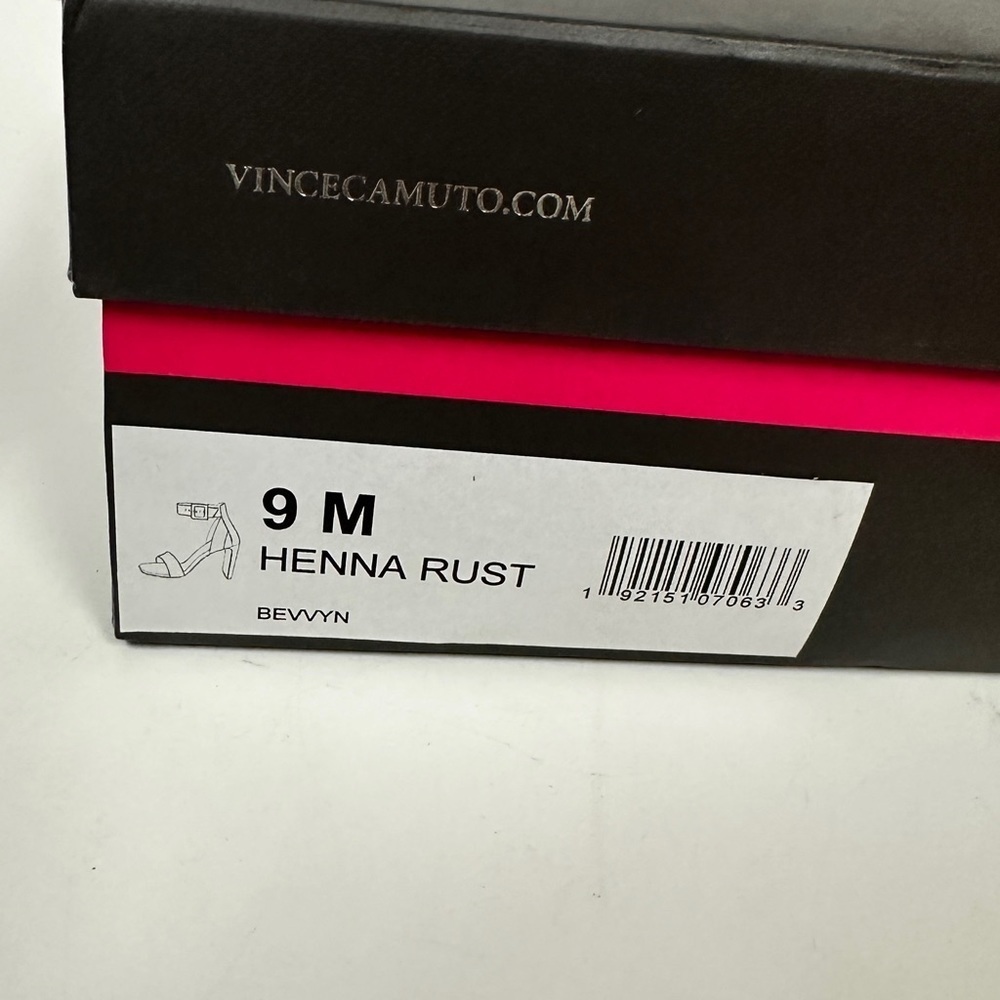 VINCECAMUTO.COM
9 M
HENNA RUST
BEVVYN
1 92151 07063 3